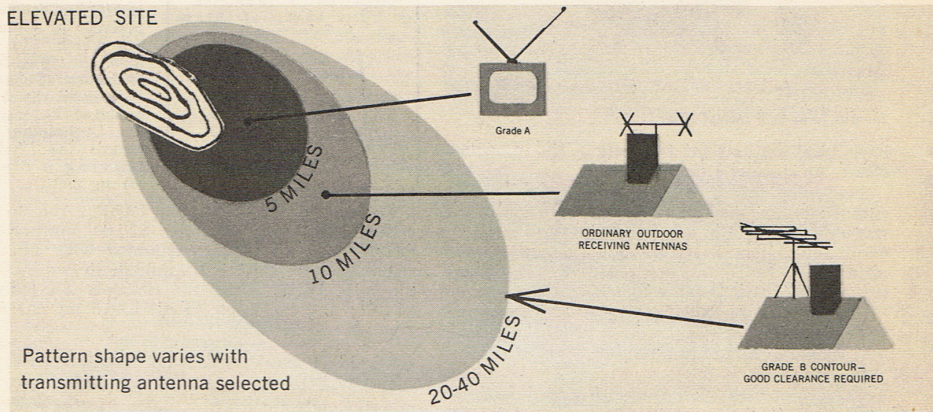 ELEVATED SITE
Grade A
5 MILES
ORDINARY OUTDOOR
RECEIVING ANTENNAS
10 MILES
20-40 MILES
GRADE B CONTOUR—
GOOD CLEARANCE REQUIRED
Pattern shape varies with
transmitting antenna selected